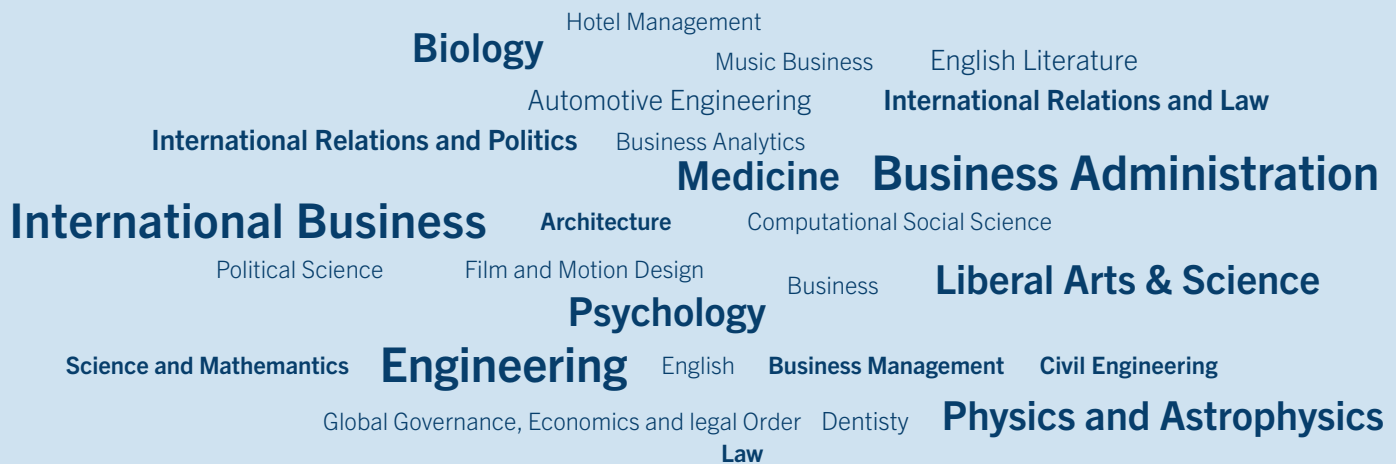 Hotel Management
Biology
Music Business English Literature
Automotive Engineering International Relations and Law
International Relations and Politics Business Analytics
Medicine Business Administration
International Business Architecture Computational Social Science
Political Science Film and Motion Design
Business Liberal Arts & Science
Psychology
Science and Mathemantics Engineering English Business Management Civil Engineering
Global Governance, Economics and legal Order Dentisty Physics and Astrophysics
Law